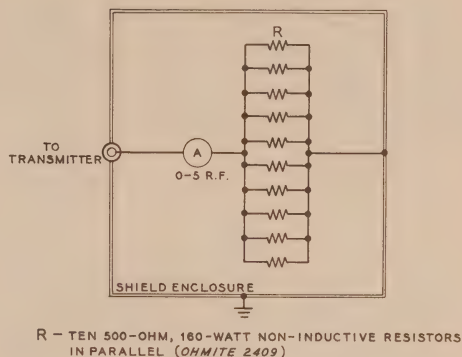 R
TO
TRANSMITTER
A
0-5 R.F.
SHIELD ENCLOSURE
R – TEN 500-OHM, 160-WATT NON-INDUCTIVE RESISTORS
IN PARALLEL (OHMITE 2409)